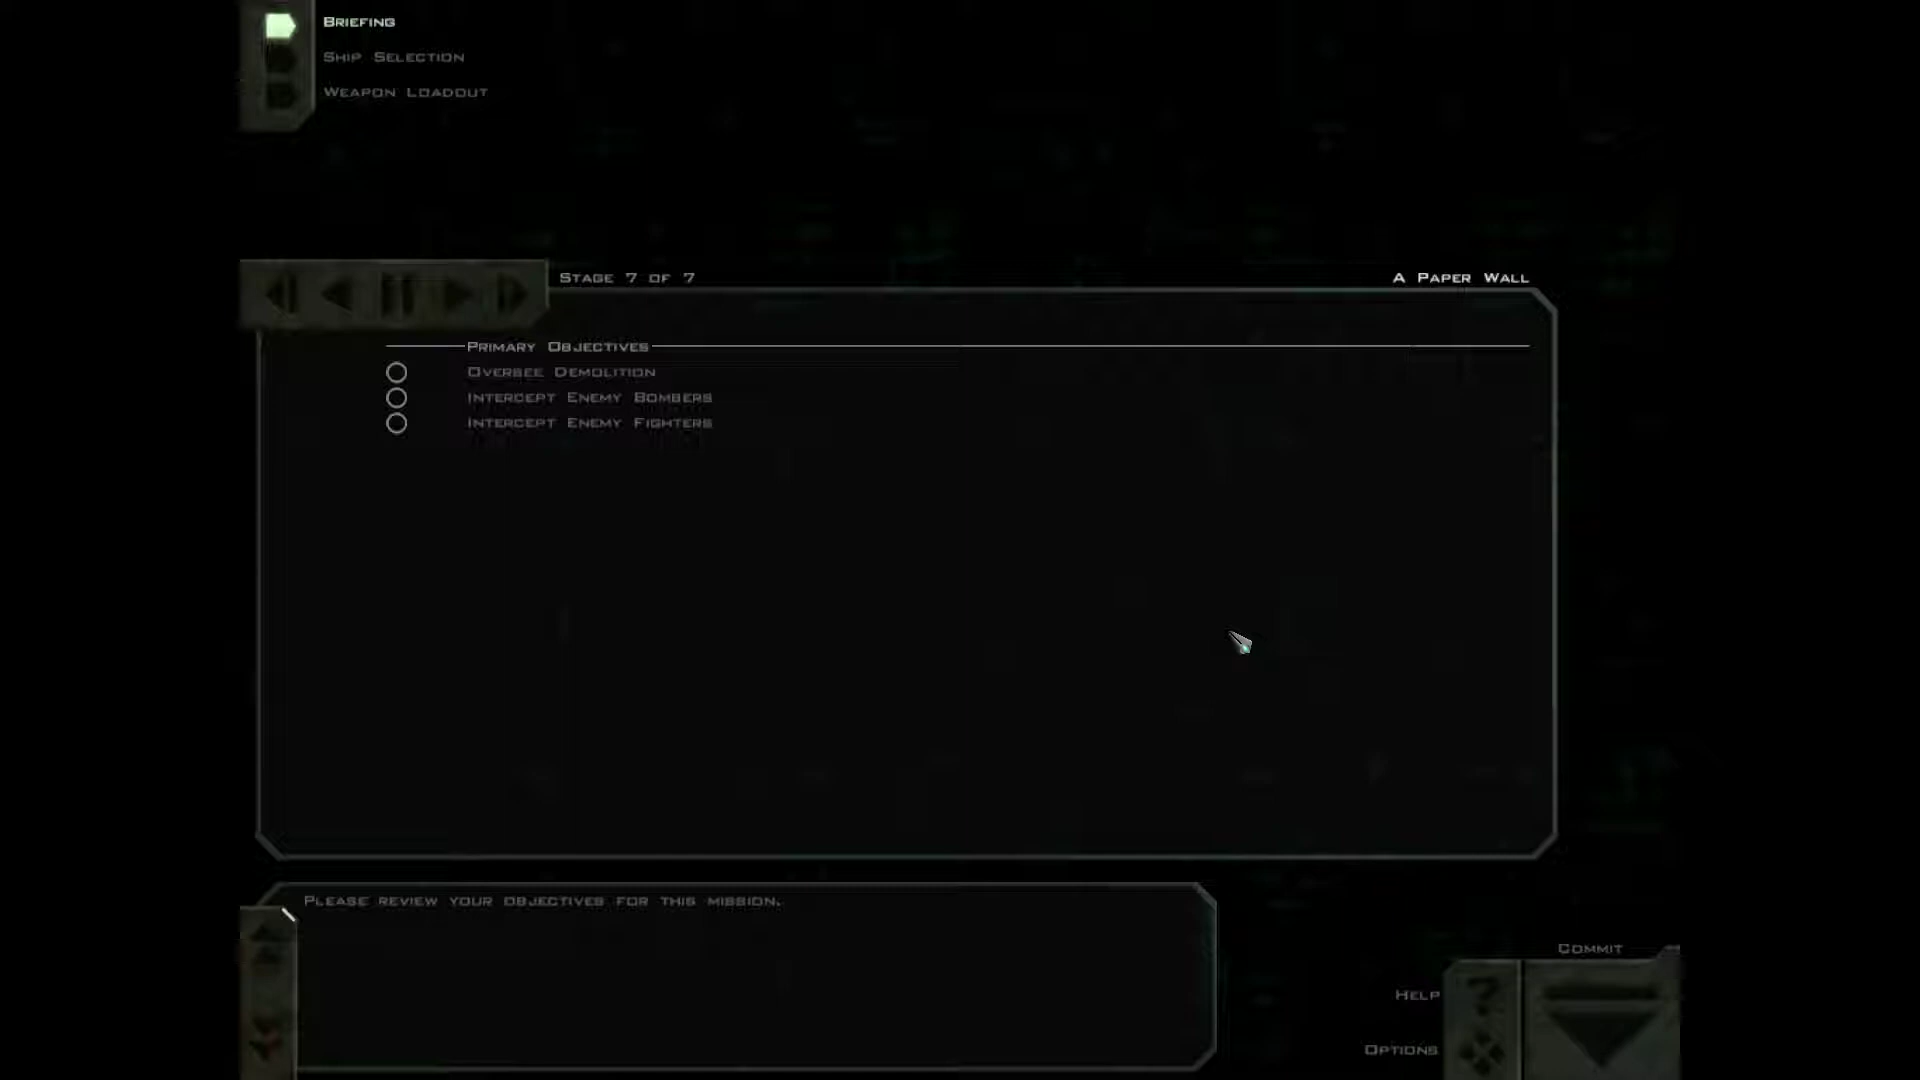 Briefing
Ship Selection
Weapon Loadout
Stage 7 of 7
A Paper Wall
Primary Objectives
Oversee Demolition
Intercept Enemy Bombers
Intercept Enemy Fighters
Please review your objectives for this mission.
Commit
Help
?
Options